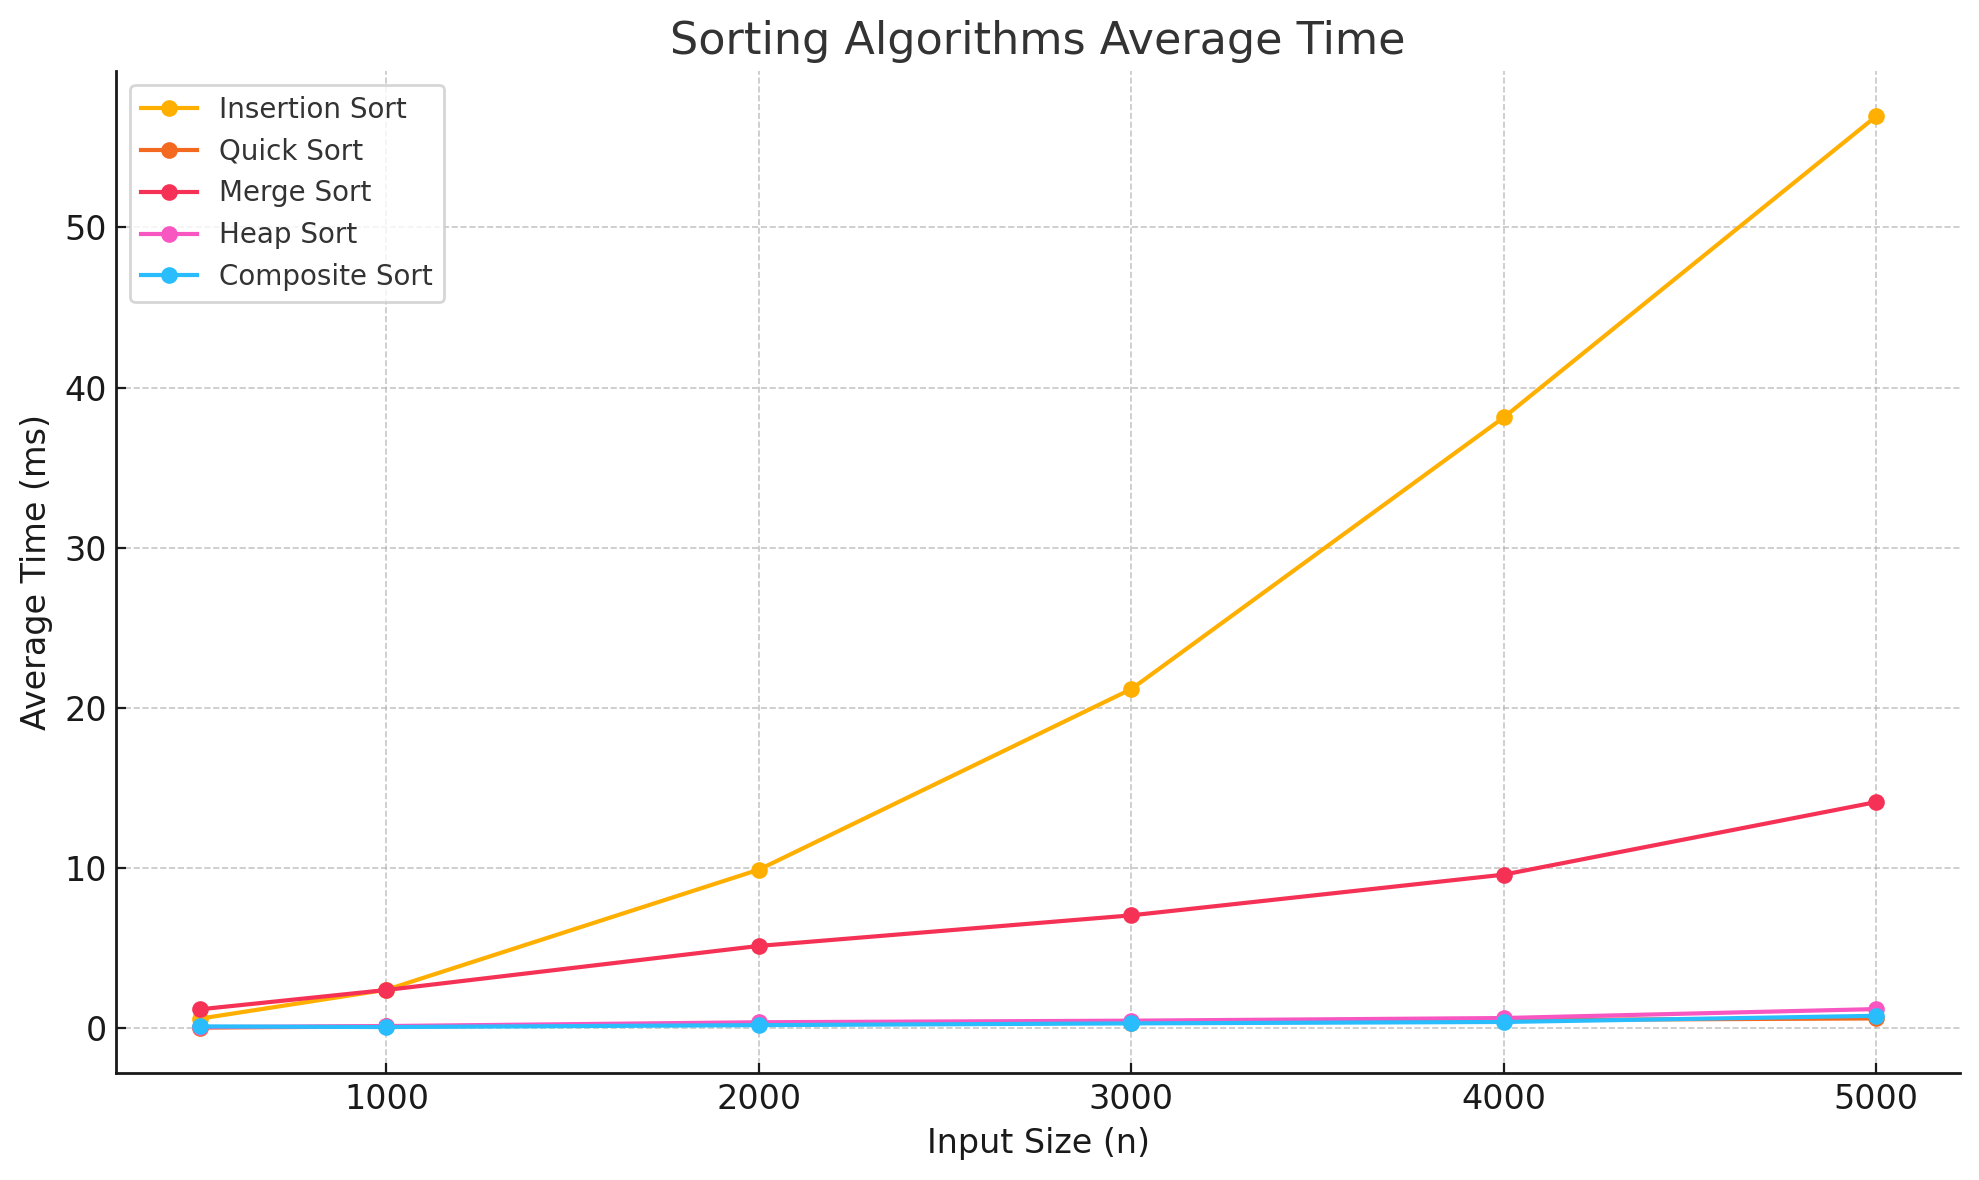 Sorting Algorithms Average Time
Insertion Sort
Quick Sort
Merge Sort
Heap Sort
Composite Sort
Average Time (ms)
50
40
30
20
10
0
1000 2000 3000 4000 5000
Input Size (n)